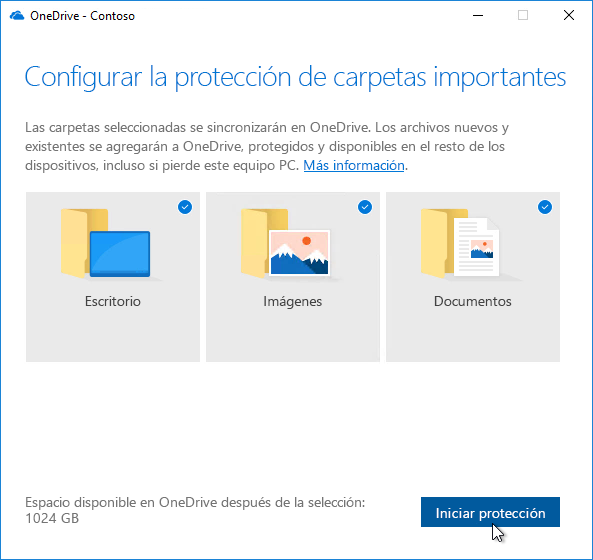 OneDrive - Contoso
Configurar la protección de carpetas importantes
Las carpetas seleccionadas se sincronizarán en OneDrive. Los archivos nuevos y
existentes se agregarán a OneDrive, protegidos y disponibles en el resto de los
dispositivos, incluso si pierde este equipo PC. Más información.
Escritorio
Imágenes
Documentos
Espacio disponible en OneDrive después de la selección:
1024 GB
Iniciar protección